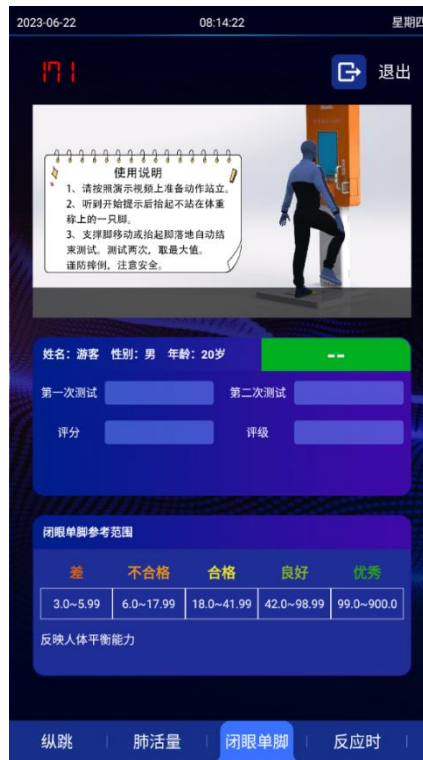 2023-06-22 08:14:22 星期四
171 退出
使用说明
1、请按照演示视频上准备动作站立。
2、听到开始提示后抬起不站在体重
称上的一只脚。
3、支撑脚移动或抬起脚落地自动结
束测试。测试两次，取最大值。
谨防摔倒，注意安全。
姓名：游客 性别：男 年龄：20岁 --
第一次测试 第二次测试
评分 评级
闭眼单脚参考范围
差 不合格 合格 良好 优秀
3.0~5.99 6.0~17.99 18.0~41.99 42.0~98.99 99.0~900.0
反映人体平衡能力
纵跳 肺活量 闭眼单脚 反应时